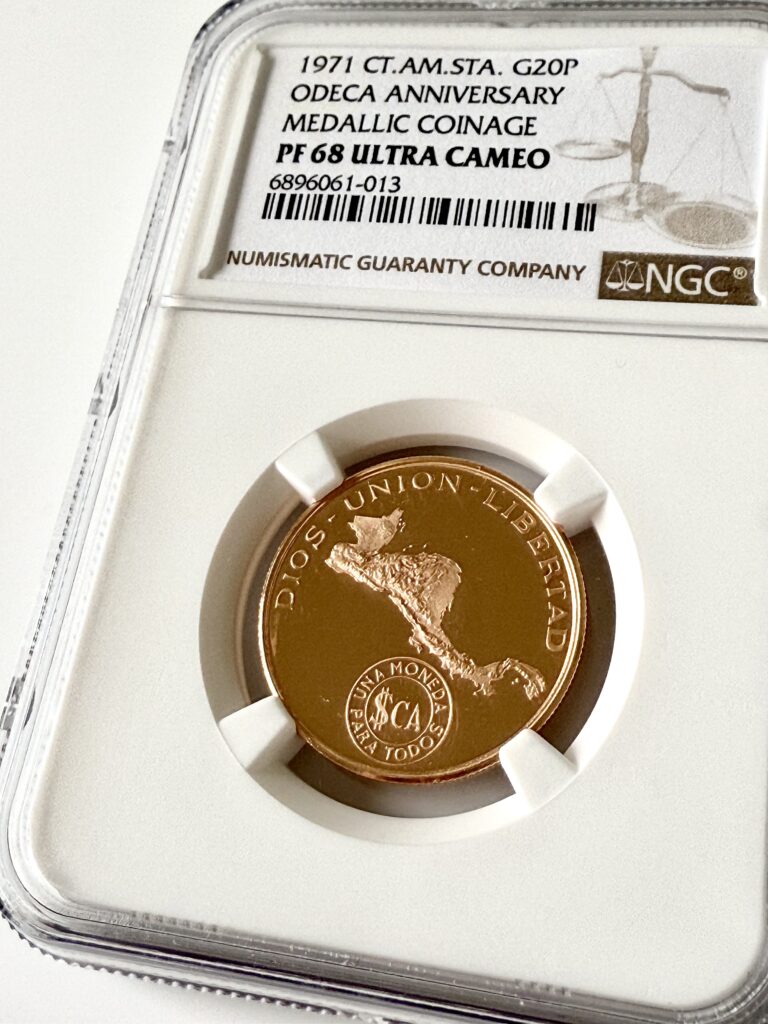 1971 CT.AM.STA. G20P
ODECA ANNIVERSARY
MEDALLIC COINAGE
PF 68 ULTRA CAMEO
6896061-013
NUMISMATIC GUARANTY COMPANY
NGC®
DIOS - UNION - LIBERTAD
UNA MONEDA
$CA
PARA TODOS